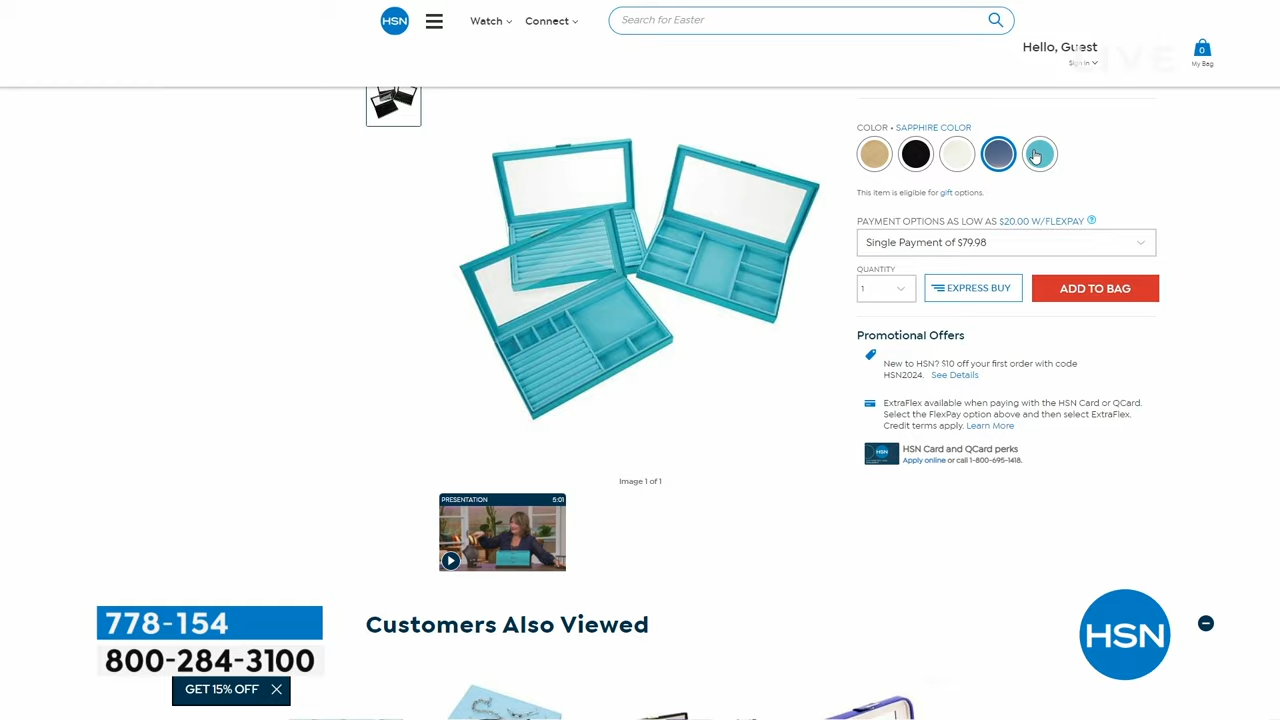 HSN
Watch
Connect
Search for Easter
Hello, Guest
Sign In
LIVE
0
My Bag
COLOR • SAPPHIRE COLOR
This item is eligible for gift options.
PAYMENT OPTIONS AS LOW AS $20.00 W/FLEXPAY
Single Payment of $79.98
QUANTITY
1
EXPRESS BUY
ADD TO BAG
Promotional Offers
New to HSN? $10 off your first order with code
HSN2024. See Details
ExtraFlex available when paying with the HSN Card or QCard.
Select the FlexPay option above and then select ExtraFlex.
Credit terms apply. Learn More
HSN
HSN Card and QCard perks
Apply online or call 1-800-695-1418.
Image 1 of 1
PRESENTATION
5:01
Customers Also Viewed
778-154
800-284-3100
GET 15% OFF
HSN